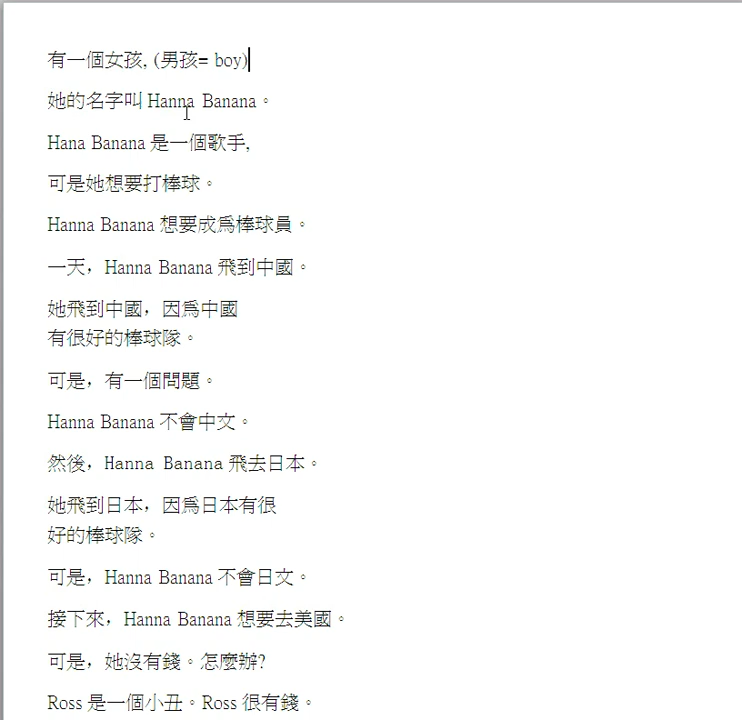 有一個女孩, (男孩= boy)
她的名字叫 Hanna Banana。
Hana Banana 是一個歌手,
可是她想要打棒球。
Hanna Banana 想要成爲棒球員。
一天，Hanna Banana 飛到中國。
她飛到中國，因爲中國
有很好的棒球隊。
可是，有一個問題。
Hanna Banana 不會中文。
然後，Hanna Banana 飛去日本。
她飛到日本，因爲日本有很
好的棒球隊。
可是，Hanna Banana 不會日文。
接下來，Hanna Banana 想要去美國。
可是，她沒有錢。怎麼辦?
Ross 是一個小丑。Ross 很有錢。